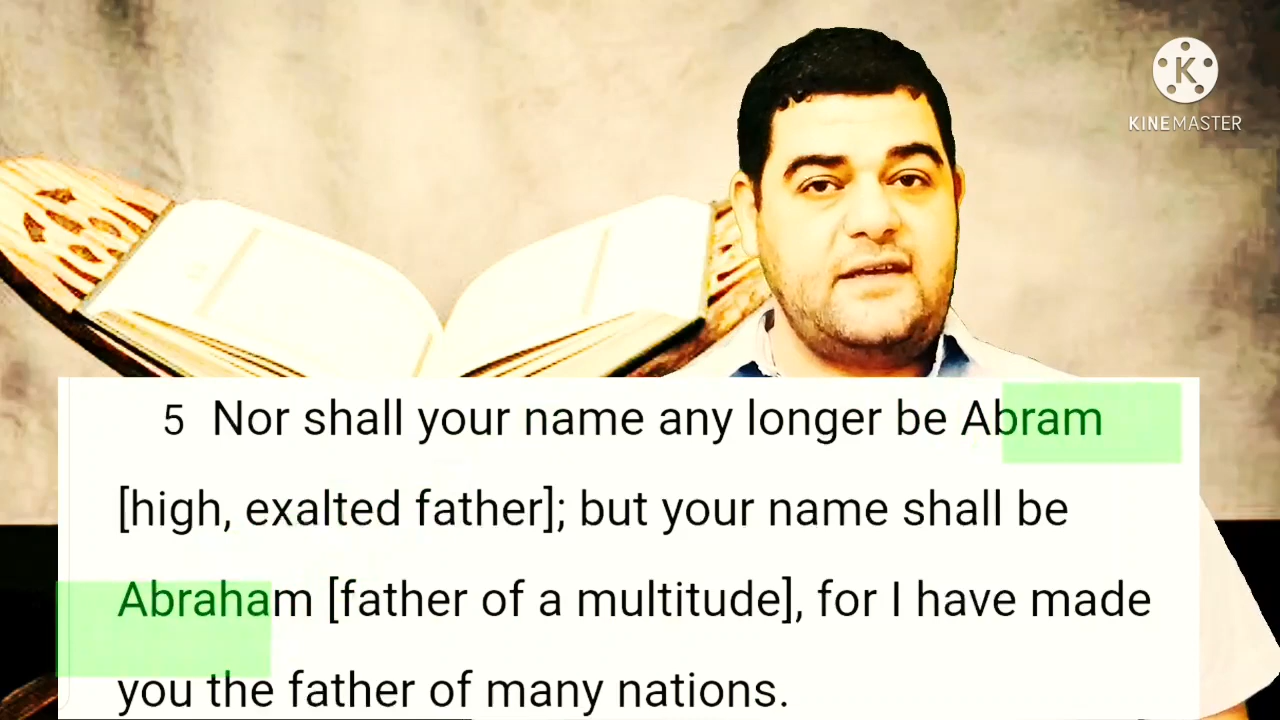 KINEMASTER
5 Nor shall your name any longer be Abram
[high, exalted father]; but your name shall be
Abraham [father of a multitude], for I have made
you the father of many nations.